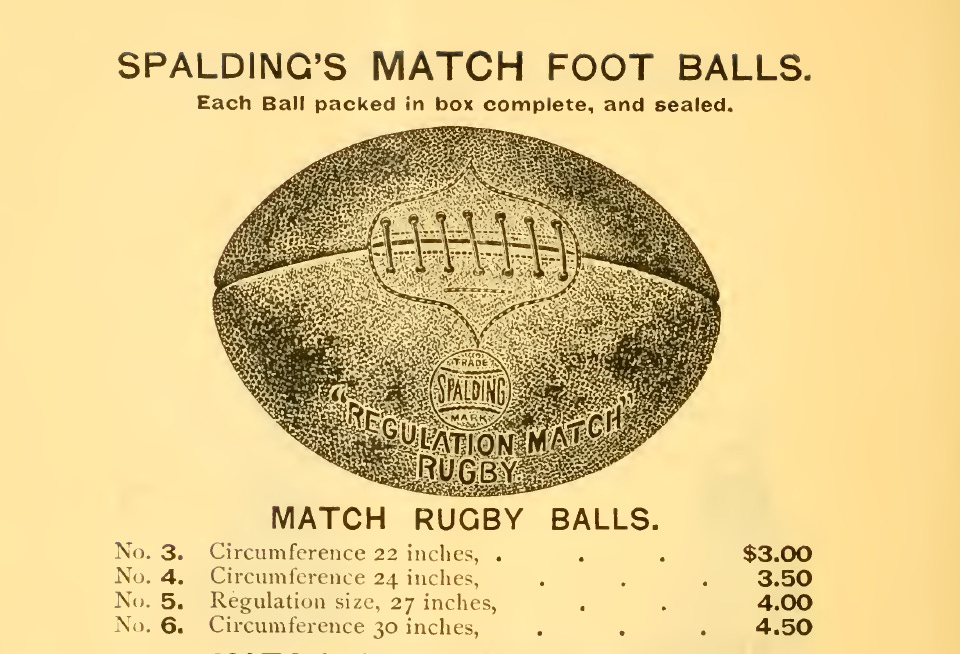 SPALDING'S MATCH FOOT BALLS.
Each Ball packed in box complete, and sealed.
TRADE
SPALDING
MARK
"REGULATION MATCH"
RUGBY
MATCH RUGBY BALLS.
No. 3. Circumference 22 inches, . . . $3.00
No. 4. Circumference 24 inches, . . . 3.50
No. 5. Regulation size, 27 inches, . . 4.00
No. 6. Circumference 30 inches, . . . 4.50